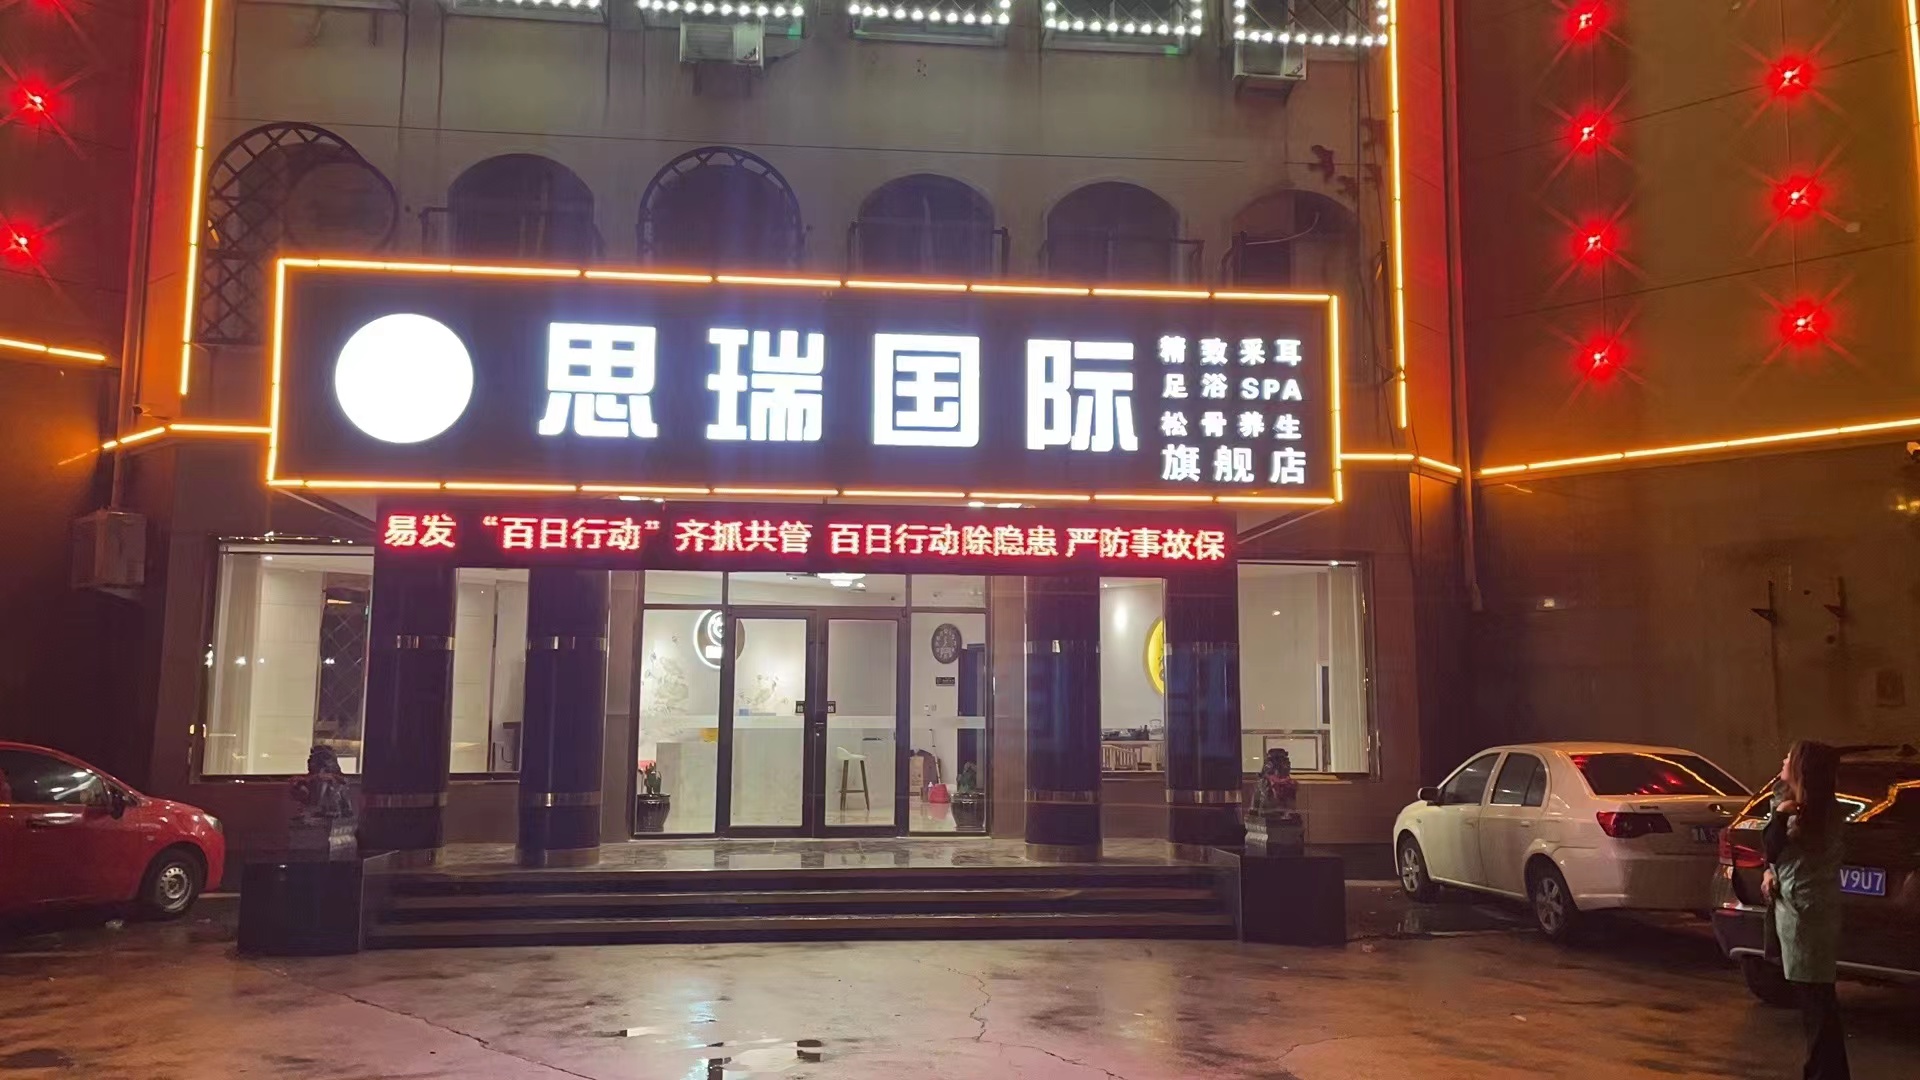 思瑞国际
精致采耳
足浴SPA
松骨养生
旗舰店
易发 “百日行动”齐抓共管 百日行动除隐患 严防事故保
V9U7